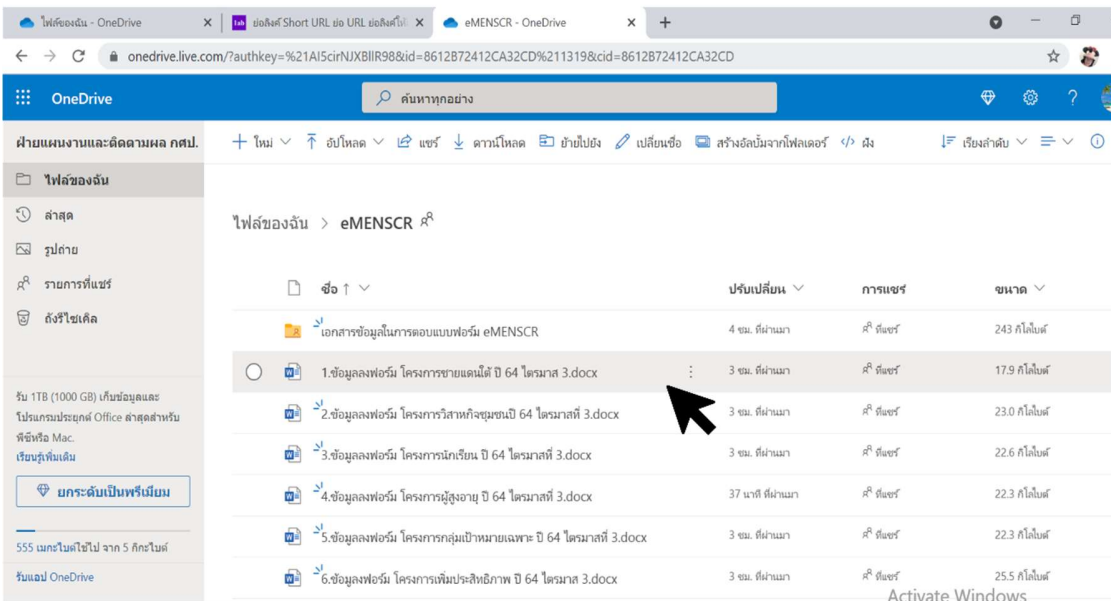 ไฟล์ของฉัน - OneDrive
ย่อลิงค์ Short URL ย่อ URL ย่อลิงค์ให้
eMENSCR - OneDrive
onedrive.live.com/?authkey=%21AI5cirNJXBllR98&id=8612B72412CA32CD%211319&cid=8612B72412CA32CD
OneDrive
ค้นหาทุกอย่าง
ฝ่ายแผนงานและติดตามผล กศป.
ใหม่ อัปโหลด แชร์ ดาวน์โหลด ย้ายไปยัง เปลี่ยนชื่อ สร้างอัลบั้มจากโฟลเดอร์ ฝัง เรียงลำดับ
ไฟล์ของฉัน
ล่าสุด
รูปถ่าย
รายการที่แชร์
ถังรีไซเคิล
รับ 1TB (1000 GB) เก็บข้อมูลและ
โปรแกรมประยุกต์ Office ล่าสุดสำหรับ
พีซีหรือ Mac.
เรียนรู้เพิ่มเติม
ยกระดับเป็นพรีเมียม
555 เมกะไบต์ใช้ไป จาก 5 กิกะไบต์
รับแอป OneDrive
ไฟล์ของฉัน > eMENSCR
ชื่อ ↑ ปรับเปลี่ยน การแชร์ ขนาด
เอกสารข้อมูลในการตอบแบบฟอร์ม eMENSCR 4 ชม. ที่ผ่านมา ที่แชร์ 243 กิโลไบต์
1.ข้อมูลลงฟอร์ม โครงการชายแดนใต้ ปี 64 ไตรมาส 3.docx 3 ชม. ที่ผ่านมา ที่แชร์ 17.9 กิโลไบต์
2.ข้อมูลลงฟอร์ม โครงการวิสาหกิจชุมชนปี 64 ไตรมาสที่ 3.docx 3 ชม. ที่ผ่านมา ที่แชร์ 23.0 กิโลไบต์
3.ข้อมูลลงฟอร์ม โครงการนักเรียน ปี 64 ไตรมาสที่ 3.docx 3 ชม. ที่ผ่านมา ที่แชร์ 22.6 กิโลไบต์
4.ข้อมูลลงฟอร์ม โครงการผู้สูงอายุ ปี 64 ไตรมาสที่ 3.docx 37 นาที ที่ผ่านมา ที่แชร์ 22.3 กิโลไบต์
5.ข้อมูลลงฟอร์ม โครงการกลุ่มเป้าหมายเฉพาะ ปี 64 ไตรมาสที่ 3.docx 3 ชม. ที่ผ่านมา ที่แชร์ 22.3 กิโลไบต์
6.ข้อมูลลงฟอร์ม โครงการเพิ่มประสิทธิภาพ ปี 64 ไตรมาส 3.docx 3 ชม. ที่ผ่านมา ที่แชร์ 25.5 กิโลไบต์
Activate Windows